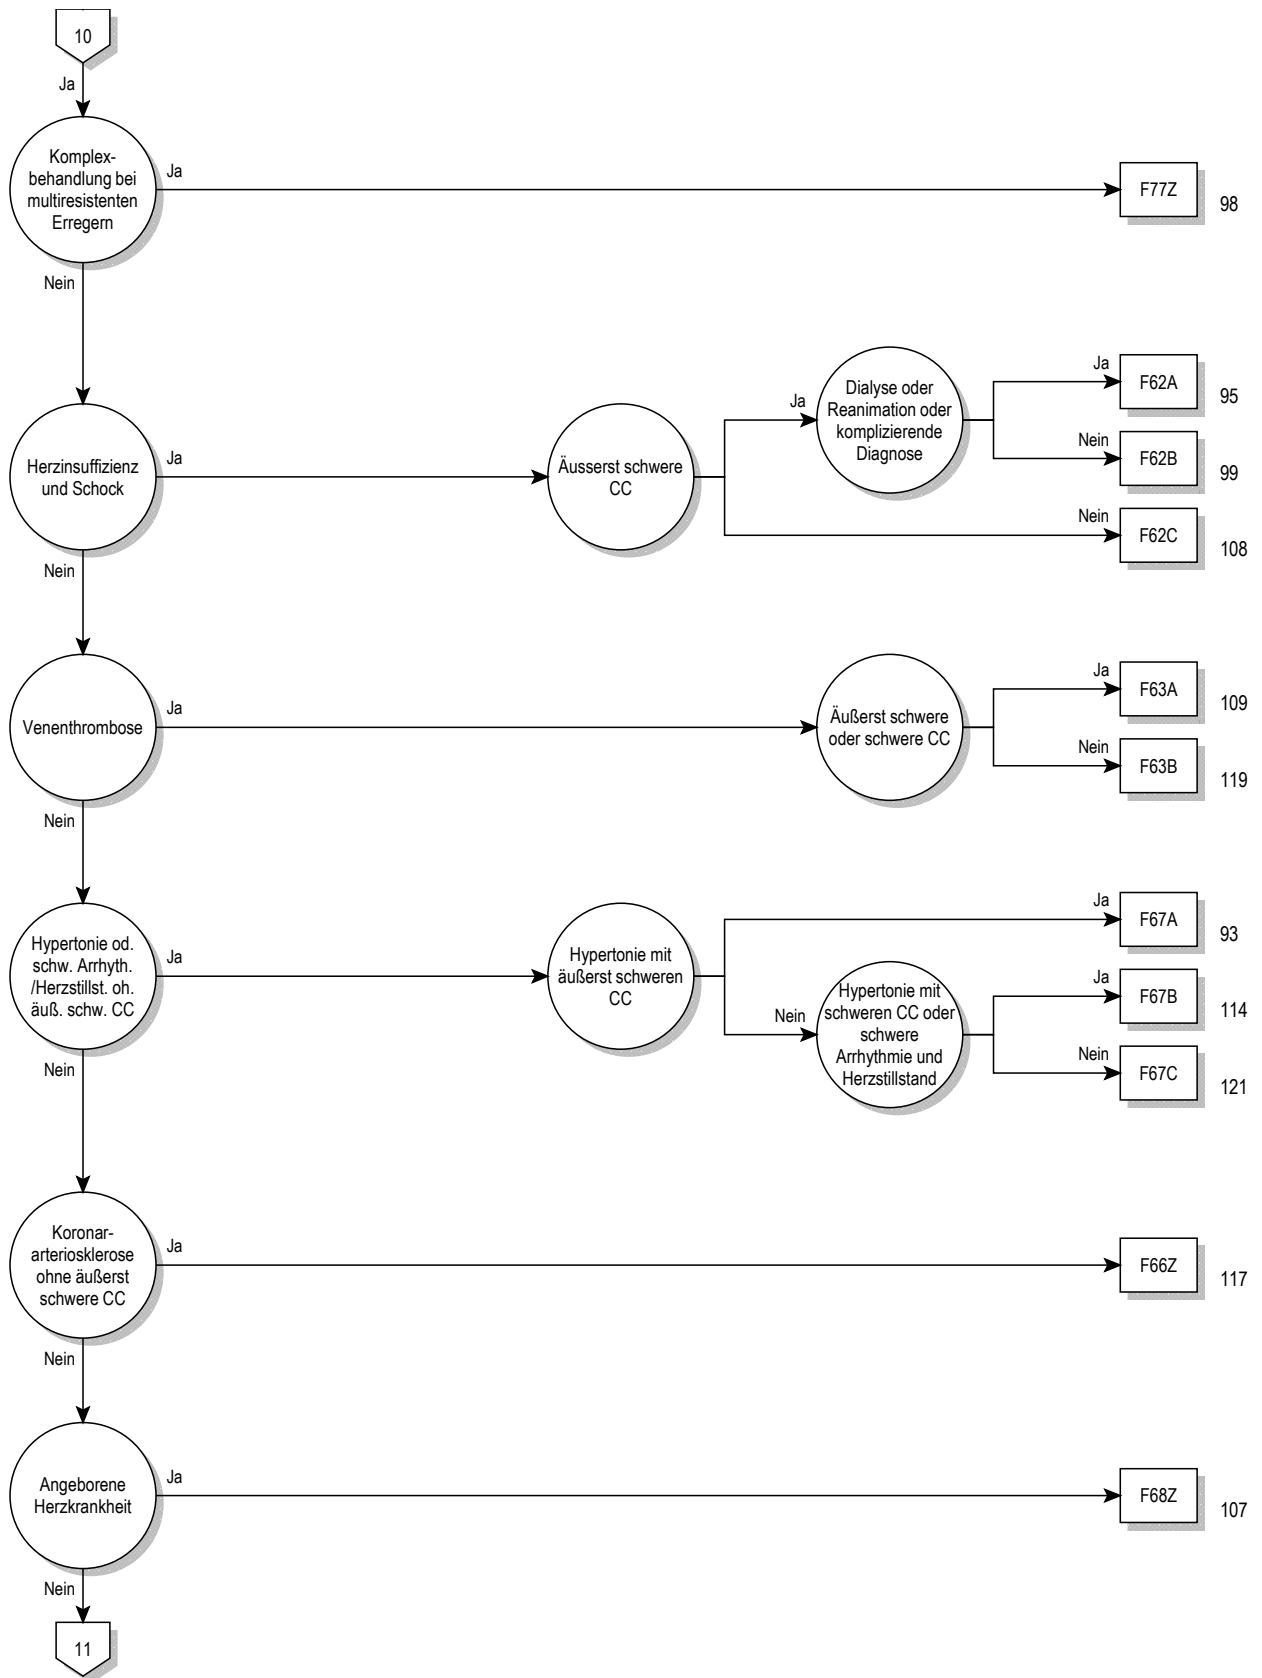 10
Ja
Komplex-
behandlung bei
multiresistenten
Erregern
Ja
F77Z
98
Nein
Herzinsuffizienz
und Schock
Ja
Äusserst schwere
CC
Ja
Dialyse oder
Reanimation oder
komplizierende
Diagnose
Ja
F62A
95
Nein
F62B
99
Nein
F62C
108
Nein
Venenthrombose
Ja
Äußerst schwere
oder schwere CC
Ja
F63A
109
Nein
F63B
119
Nein
Hypertonie od.
schw. Arrhyth.
/Herzstillst. oh.
äuß. schw. CC
Ja
Hypertonie mit
äußerst schweren
CC
Ja
F67A
93
Nein
Hypertonie mit
schweren CC oder
schwere
Arrhythmie und
Herzstillstand
Ja
F67B
114
Nein
F67C
121
Nein
Koronar-
arteriosklerose
ohne äußerst
schwere CC
Ja
F66Z
117
Nein
Angeborene
Herzkrankheit
Ja
F68Z
107
Nein
11